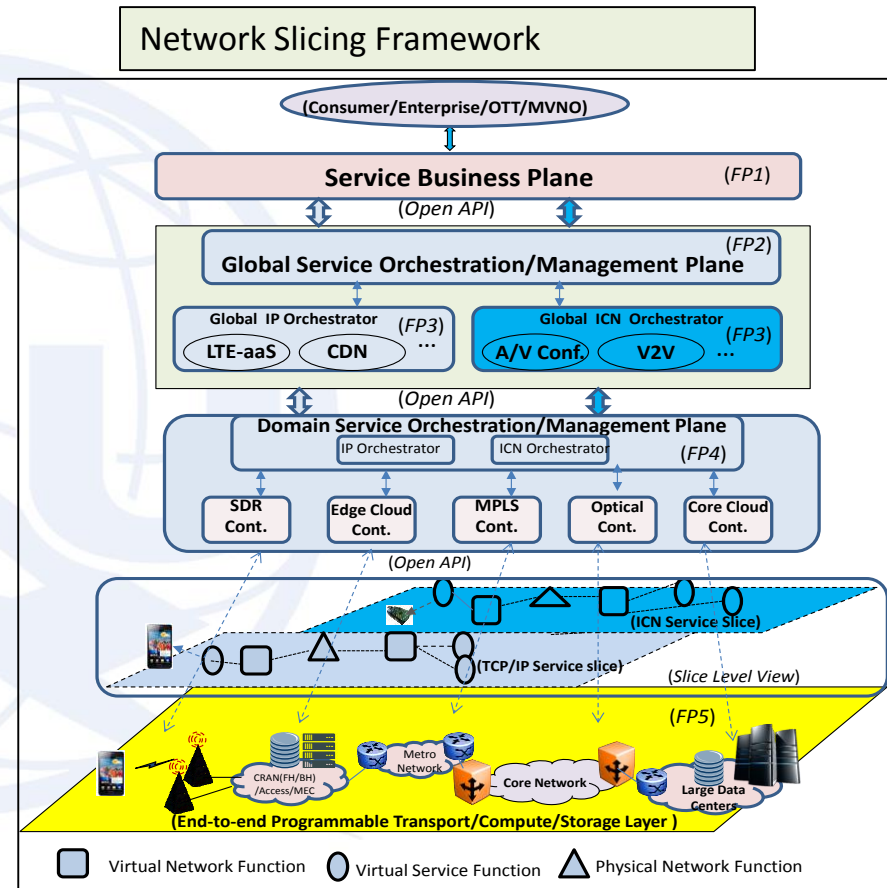 Network Slicing Framework
(Consumer/Enterprise/OTT/MVNO)
Service Business Plane
(FP1)
(Open API)
(FP2)
Global Service Orchestration/Management Plane
Global IP Orchestrator
(FP3)
LTE-aaS
CDN
...
Global ICN Orchestrator
(FP3)
A/V Conf.
V2V
...
(Open API)
Domain Service Orchestration/Management Plane
IP Orchestrator
ICN Orchestrator
(FP4)
SDR
Cont.
Edge Cloud
Cont.
MPLS
Cont.
Optical
Cont.
Core Cloud
Cont.
(Open API)
(ICN Service Slice)
(TCP/IP Service slice)
(Slice Level View)
(FP5)
CRAN(FH/BH)
/Access/MEC
Metro
Network
Core Network
Large Data
Centers
(End-to-end Programmable Transport/Compute/Storage Layer )
Virtual Network Function
Virtual Service Function
Physical Network Function